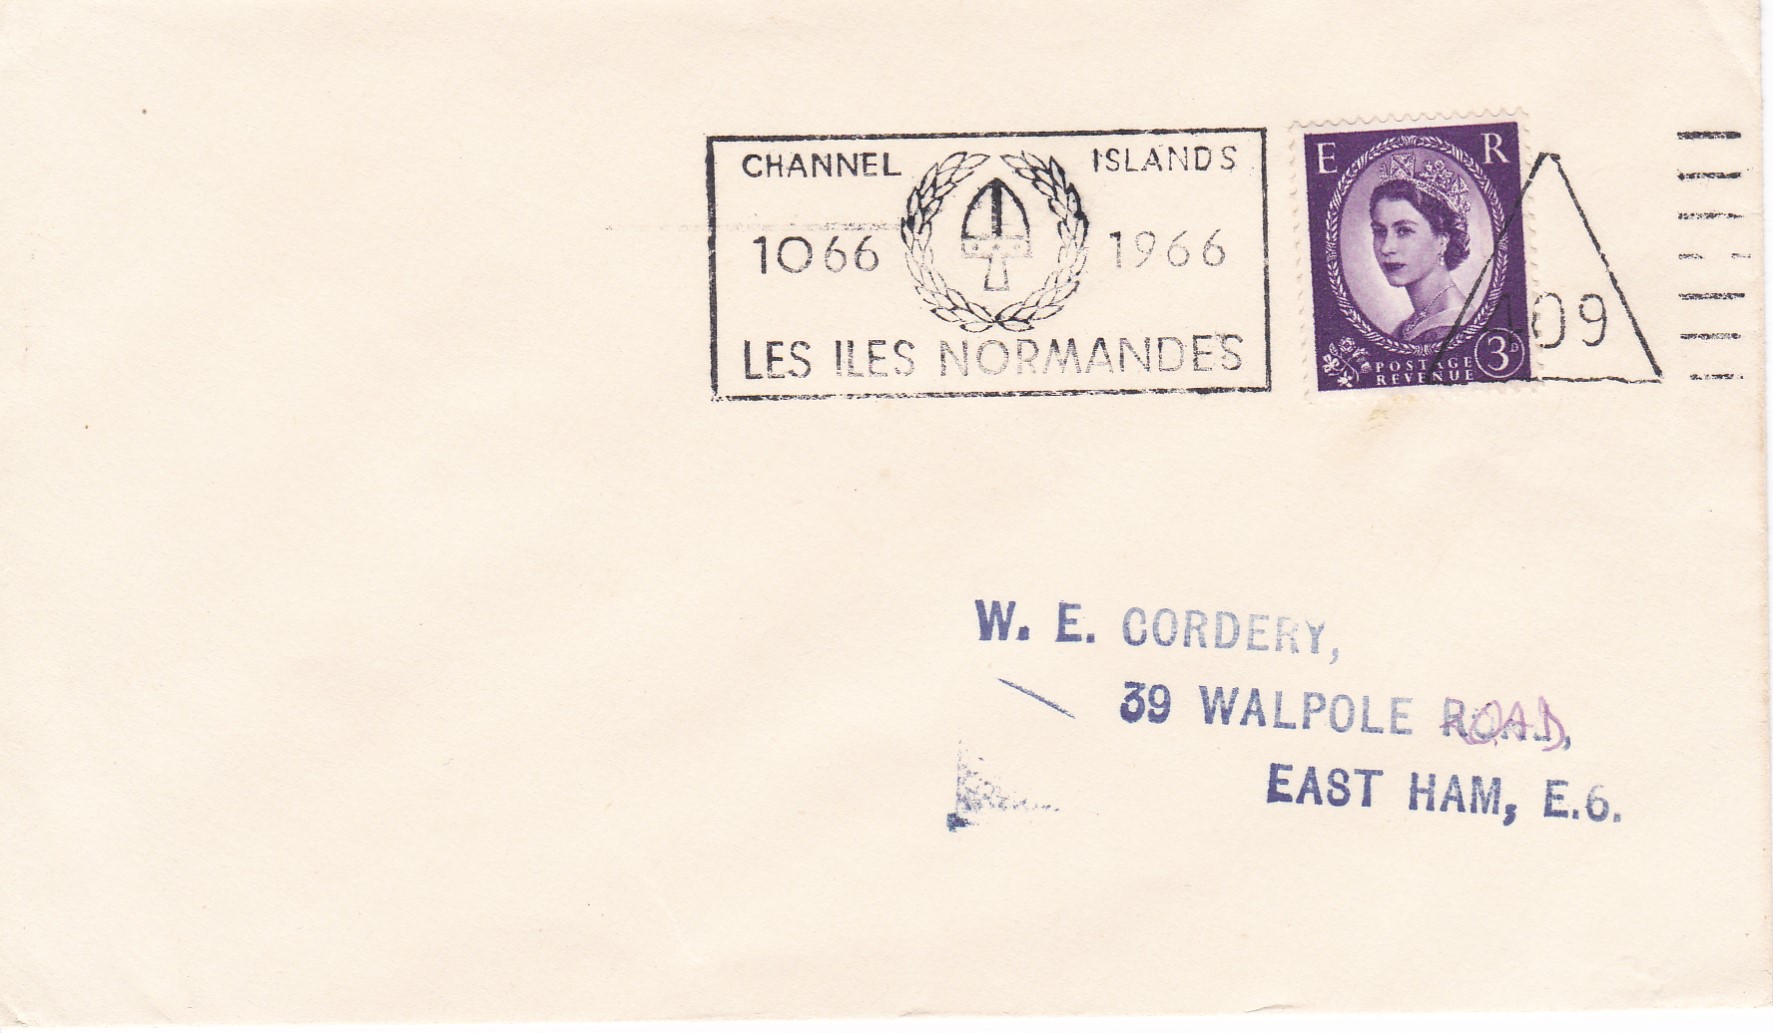 CHANNEL ISLANDS
1066 1966
LES ILES NORMANDES
E R
POSTAGE
REVENUE
3D
409
W. E. CORDERY,
39 WALPOLE ROAD,
EAST HAM, E.6.